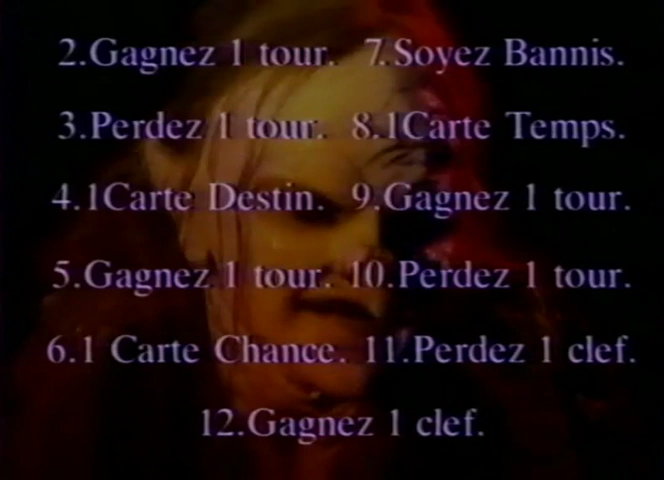 2.Gagnez 1 tour. 7.Soyez Bannis.
3.Perdez 1 tour. 8.1Carte Temps.
4.1Carte Destin. 9.Gagnez 1 tour.
5.Gagnez 1 tour. 10.Perdez 1 tour.
6.1 Carte Chance. 11.Perdez 1 clef.
12.Gagnez 1 clef.